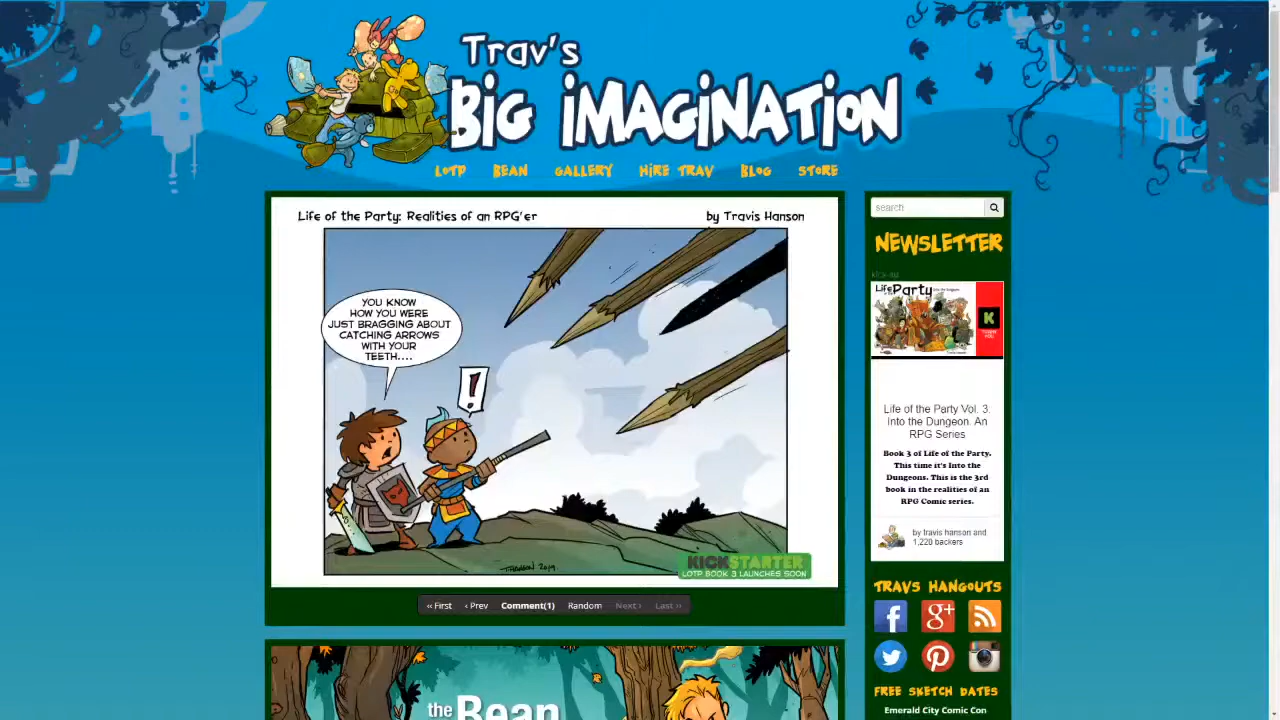 Trav's
Big imagination
LOTP BEAN GALLERY HIRE TRAV BLOG STORE
Life of the Party: Realities of an RPG'er by Travis Hanson
YOU KNOW
HOW YOU WERE
JUST BRAGGING ABOUT
CATCHING ARROWS
WITH YOUR
TEETH....
!
T.HANSON 2019
KICKSTARTER
LOTP BOOK 3 LAUNCHES SOON
‹‹ First ‹ Prev Comment(1) Random Next › Last ››
the Bean
search
NEWSLETTER
Life Party
K
Life of the Party Vol. 3.
Into the Dungeon. An
RPG Series
Book 3 of Life of the Party.
This time it's Into the
Dungeons. This is the 3rd
book in the realities of an
RPG Comic series.
by travis hanson and
1,220 backers
TRAVS HANGOUTS
f g+
FREE SKETCH DATES
Emerald City Comic Con